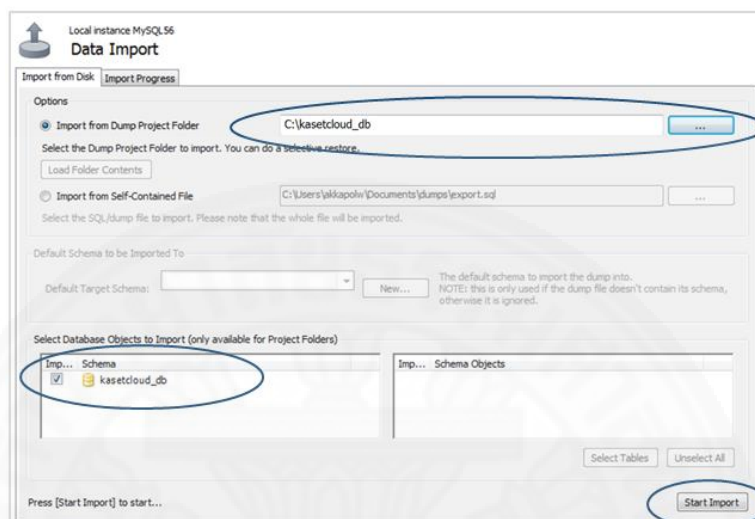 Local instance MySQL56
Data Import
Import from Disk
Import Progress
Options
Import from Dump Project Folder
C:\kasetcloud_db
...
Select the Dump Project Folder to import. You can do a selective restore.
Load Folder Contents
Import from Self-Contained File
C:\Users\akkapolw\Documents\dumps\export.sql
...
Select the SQL/dump file to import. Please note that the whole file will be imported.
Default Schema to be Imported To
Default Target Schema:
New...
The default schema to import the dump into.
NOTE: this is only used if the dump file doesn't contain its schema,
otherwise it is ignored.
Select Database Objects to Import (only available for Project Folders)
Imp... Schema
kasetcloud_db
Imp... Schema Objects
Select Tables
Unselect All
Press [Start Import] to start...
Start Import